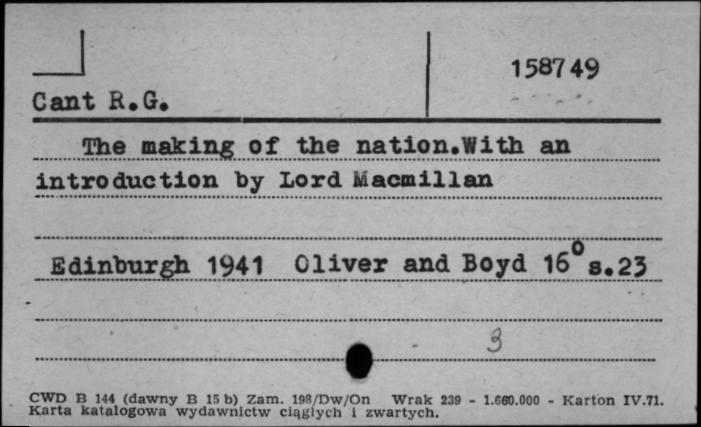 158749
Cant R.G.
The making of the nation.With an
introduction by Lord Macmillan
Edinburgh 1941 Oliver and Boyd 16° s.23
3
CWD B 144 (dawny B 15 b) Zam. 198/Dw/On Wrak 239 - 1.660.000 - Karton IV.71.
Karta katalogowa wydawnictw ciągłych i zwartych.